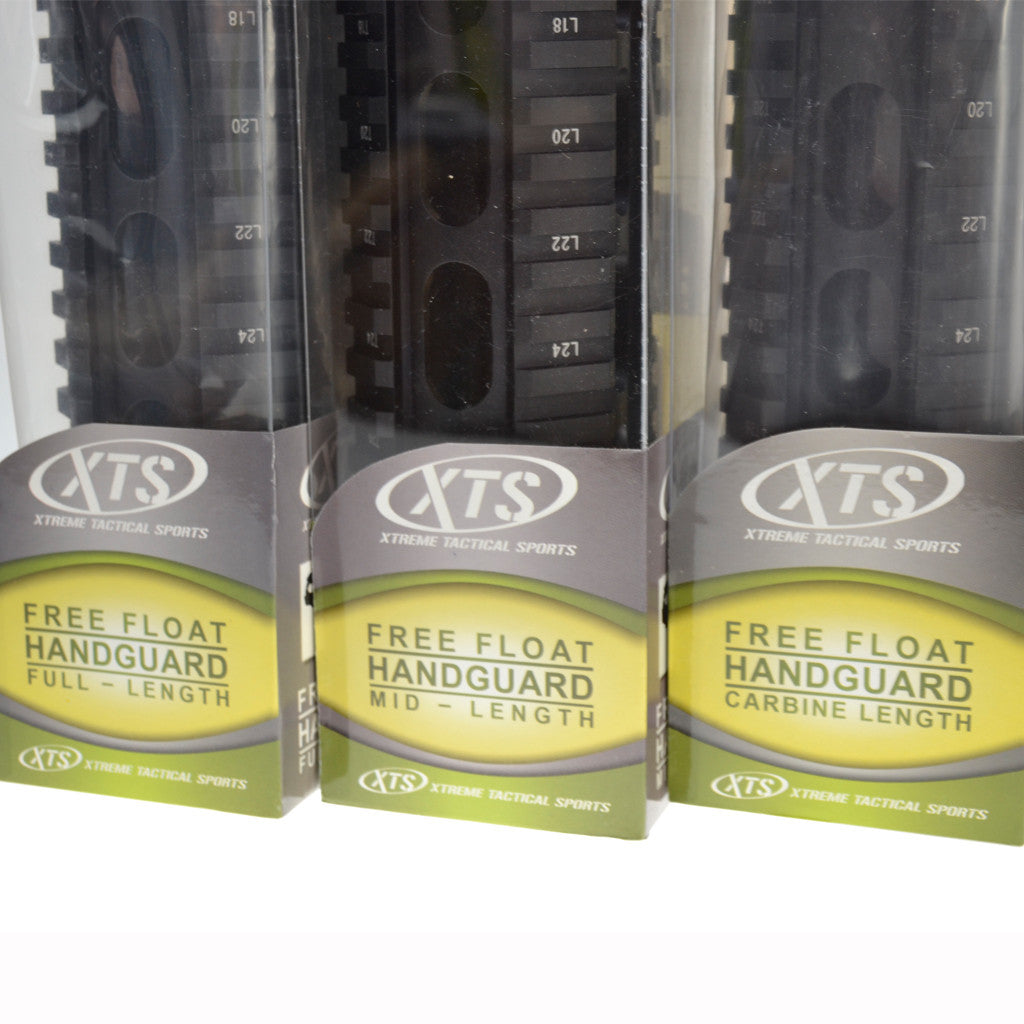 L18
L20
L22
L24
XTS
XTREME TACTICAL SPORTS
FREE FLOAT
HANDGUARD
FULL – LENGTH
XTS XTREME TACTICAL SPORTS
L18
L20
L22
L24
XTS
XTREME TACTICAL SPORTS
FREE FLOAT
HANDGUARD
MID – LENGTH
XTS XTREME TACTICAL SPORTS
L20
L22
L24
XTS
XTREME TACTICAL SPORTS
FREE FLOAT
HANDGUARD
CARBINE LENGTH
XTS XTREME TACTICAL SPORTS